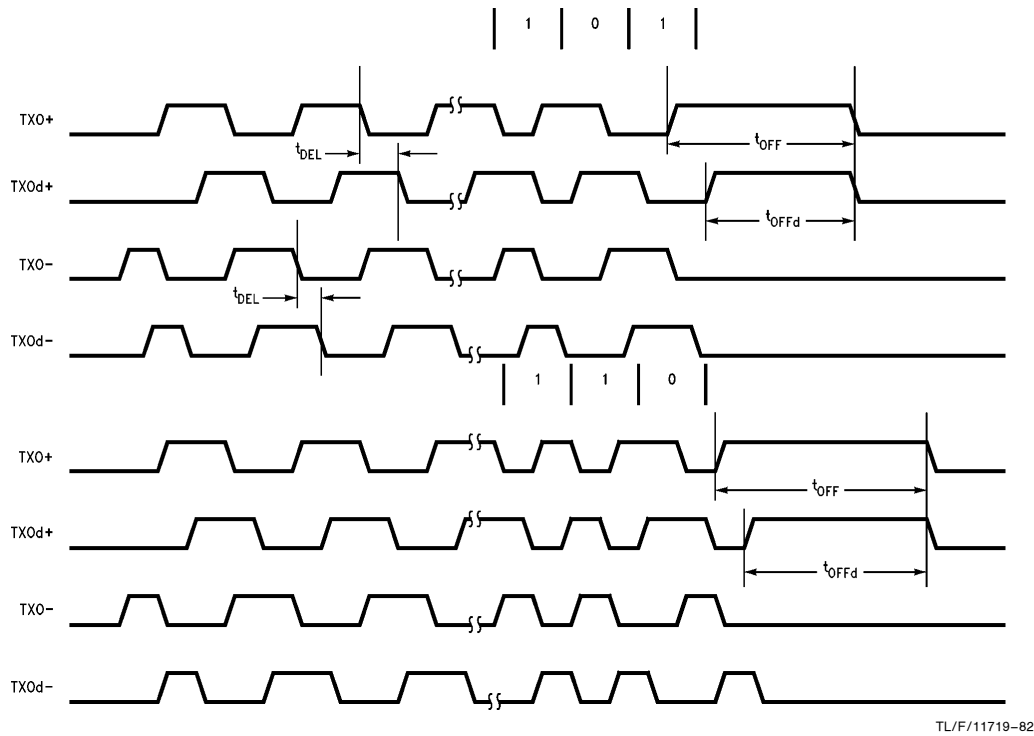 1 0 1
TXO+
tDEL
tOFF
TXOd+
tOFFd
TXO−
tDEL
TXOd−
1 1 0
TXO+
tOFF
TXOd+
tOFFd
TXO−
TXOd−
TL/F/11719–82